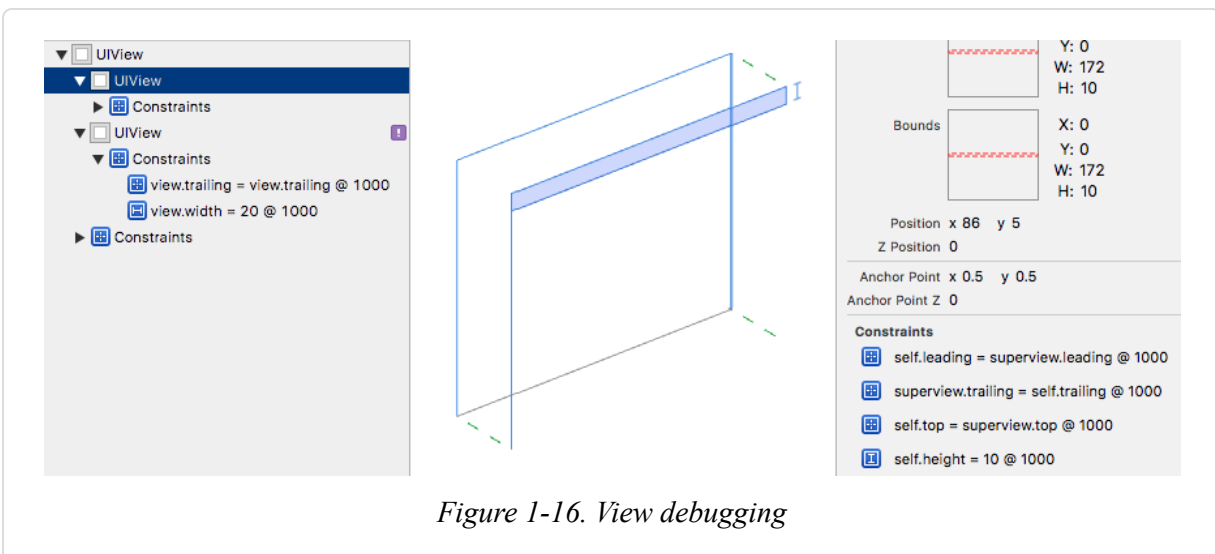 UIView
UIView
Constraints
UIView
!
Constraints
view.trailing = view.trailing @ 1000
view.width = 20 @ 1000
Constraints
Y: 0
W: 172
H: 10
Bounds
X: 0
Y: 0
W: 172
H: 10
Position x 86 y 5
Z Position 0
Anchor Point x 0.5 y 0.5
Anchor Point Z 0
Constraints
self.leading = superview.leading @ 1000
superview.trailing = self.trailing @ 1000
self.top = superview.top @ 1000
self.height = 10 @ 1000
Figure 1-16. View debugging